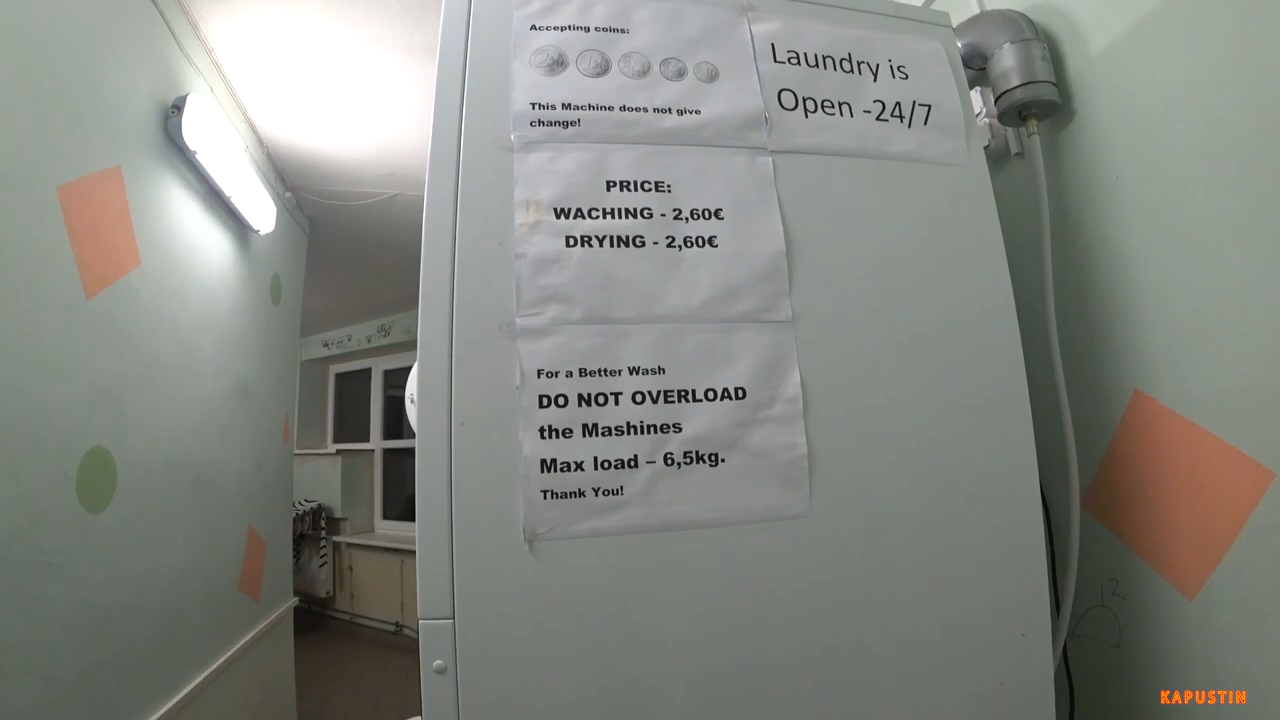 Accepting coins:
This Machine does not give
change!
Laundry is
Open -24/7
PRICE:
WACHING - 2,60€
DRYING - 2,60€
For a Better Wash
DO NOT OVERLOAD
the Mashines
Max load – 6,5kg.
Thank You!
12
KAPUSTIN